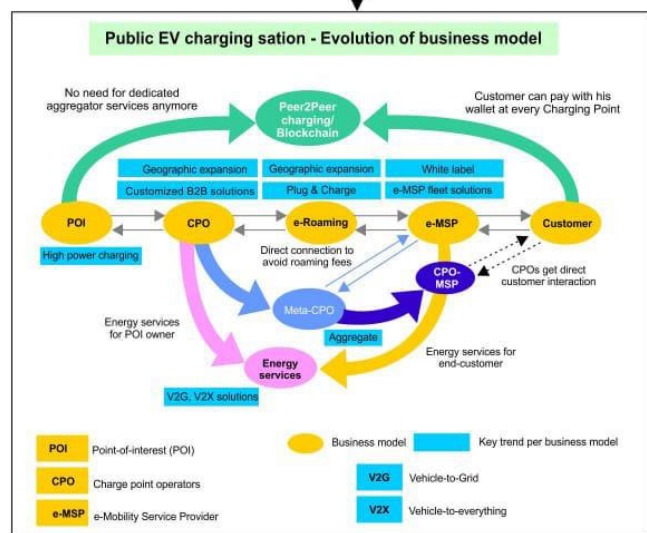 Public EV charging sation - Evolution of business model
No need for dedicated
aggregator services anymore
Peer2Peer
charging/
Blockchain
Customer can pay with his
wallet at every Charging Point
Geographic expansion
Geographic expansion
White label
Customized B2B solutions
Plug & Charge
e-MSP fleet solutions
POI
CPO
e-Roaming
e-MSP
Customer
High power charging
Direct connection to
avoid roaming fees
CPO-
MSP
CPOs get direct
customer interaction
Meta-CPO
Energy services
for POI owner
Aggregate
Energy services for
end-customer
Energy
services
V2G, V2X solutions
POI Point-of-interest (POI)
Business model
Key trend per business model
CPO Charge point operators
V2G Vehicle-to-Grid
e-MSP e-Mobility Service Provider
V2X Vehicle-to-everything